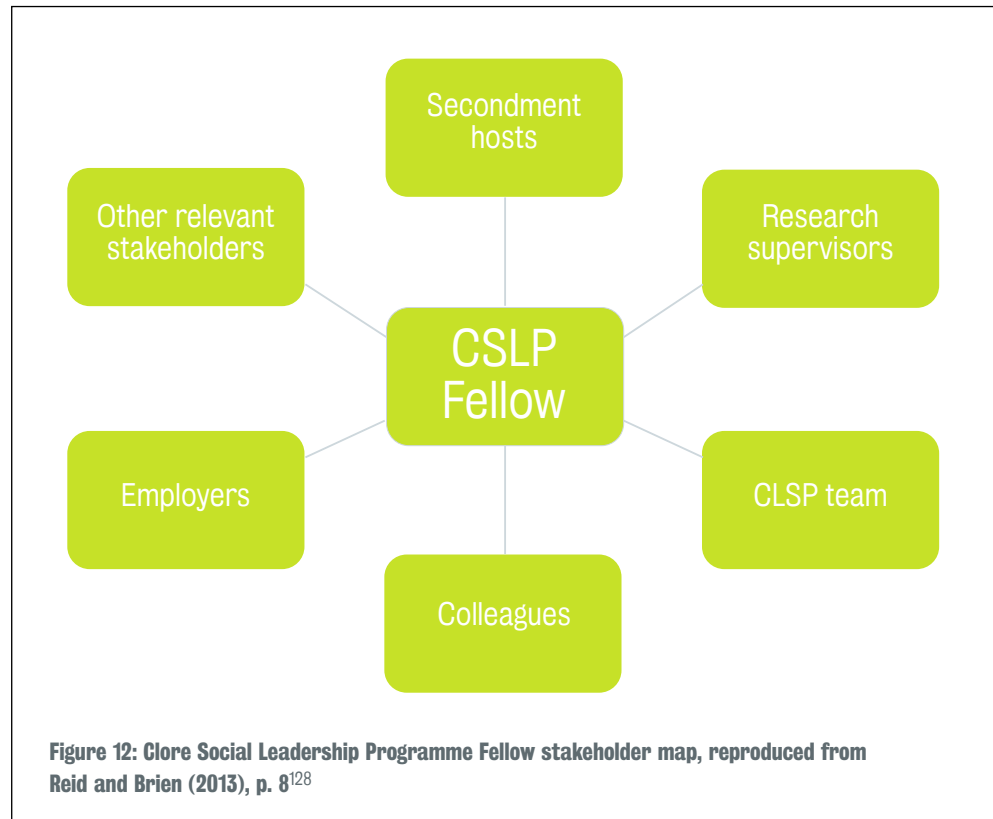 Secondment
hosts
Other relevant
stakeholders
Research
supervisors
CSLP
Fellow
Employers
CLSP team
Colleagues
Figure 12: Clore Social Leadership Programme Fellow stakeholder map, reproduced from
Reid and Brien (2013), p. 8128